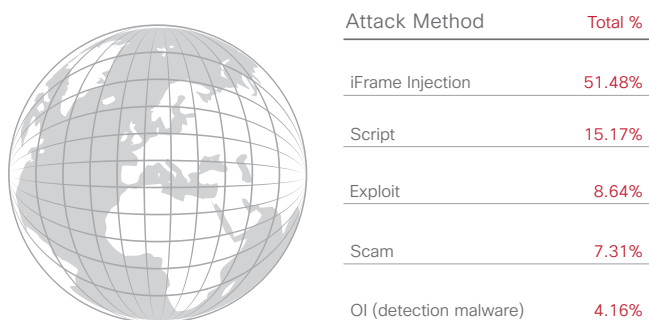 Attack Method Total %
iFrame Injection 51.48%
Script 15.17%
Exploit 8.64%
Scam 7.31%
OI (detection malware) 4.16%